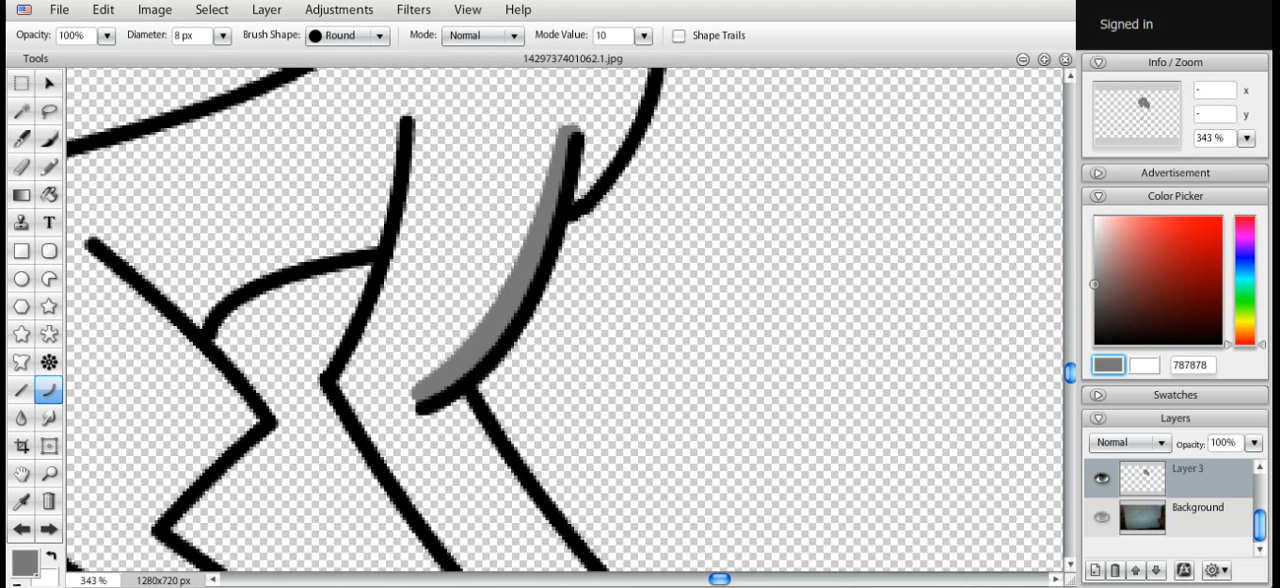 File Edit Image Select Layer Adjustments Filters View Help
Signed in
Opacity: 100% Diameter: 8 px Brush Shape: Round Mode: Normal Mode Value: 10 Shape Trails
Tools
1429737401062.1.jpg
Info / Zoom
- x
- y
343 %
Advertisement
Color Picker
787878
Swatches
Layers
Normal Opacity: 100%
Layer 3
Background
T
343 % 1280x720 px